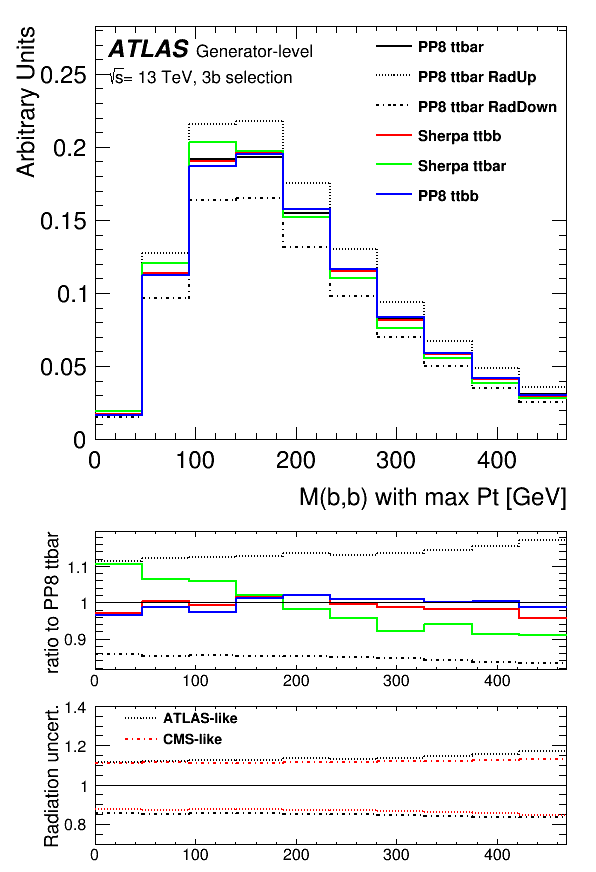 ATLAS Generator-level
√s= 13 TeV, 3b selection
PP8 ttbar
PP8 ttbar RadUp
PP8 ttbar RadDown
Sherpa ttbb
Sherpa ttbar
PP8 ttbb
Arbitrary Units
0.25
0.2
0.15
0.1
0.05
0
0 100 200 300 400
M(b,b) with max Pt [GeV]
ratio to PP8 ttbar
1.1
1
0.9
0 100 200 300 400
Radiation uncert.
1.4
1.2
1
0.8
ATLAS-like
CMS-like
0 100 200 300 400